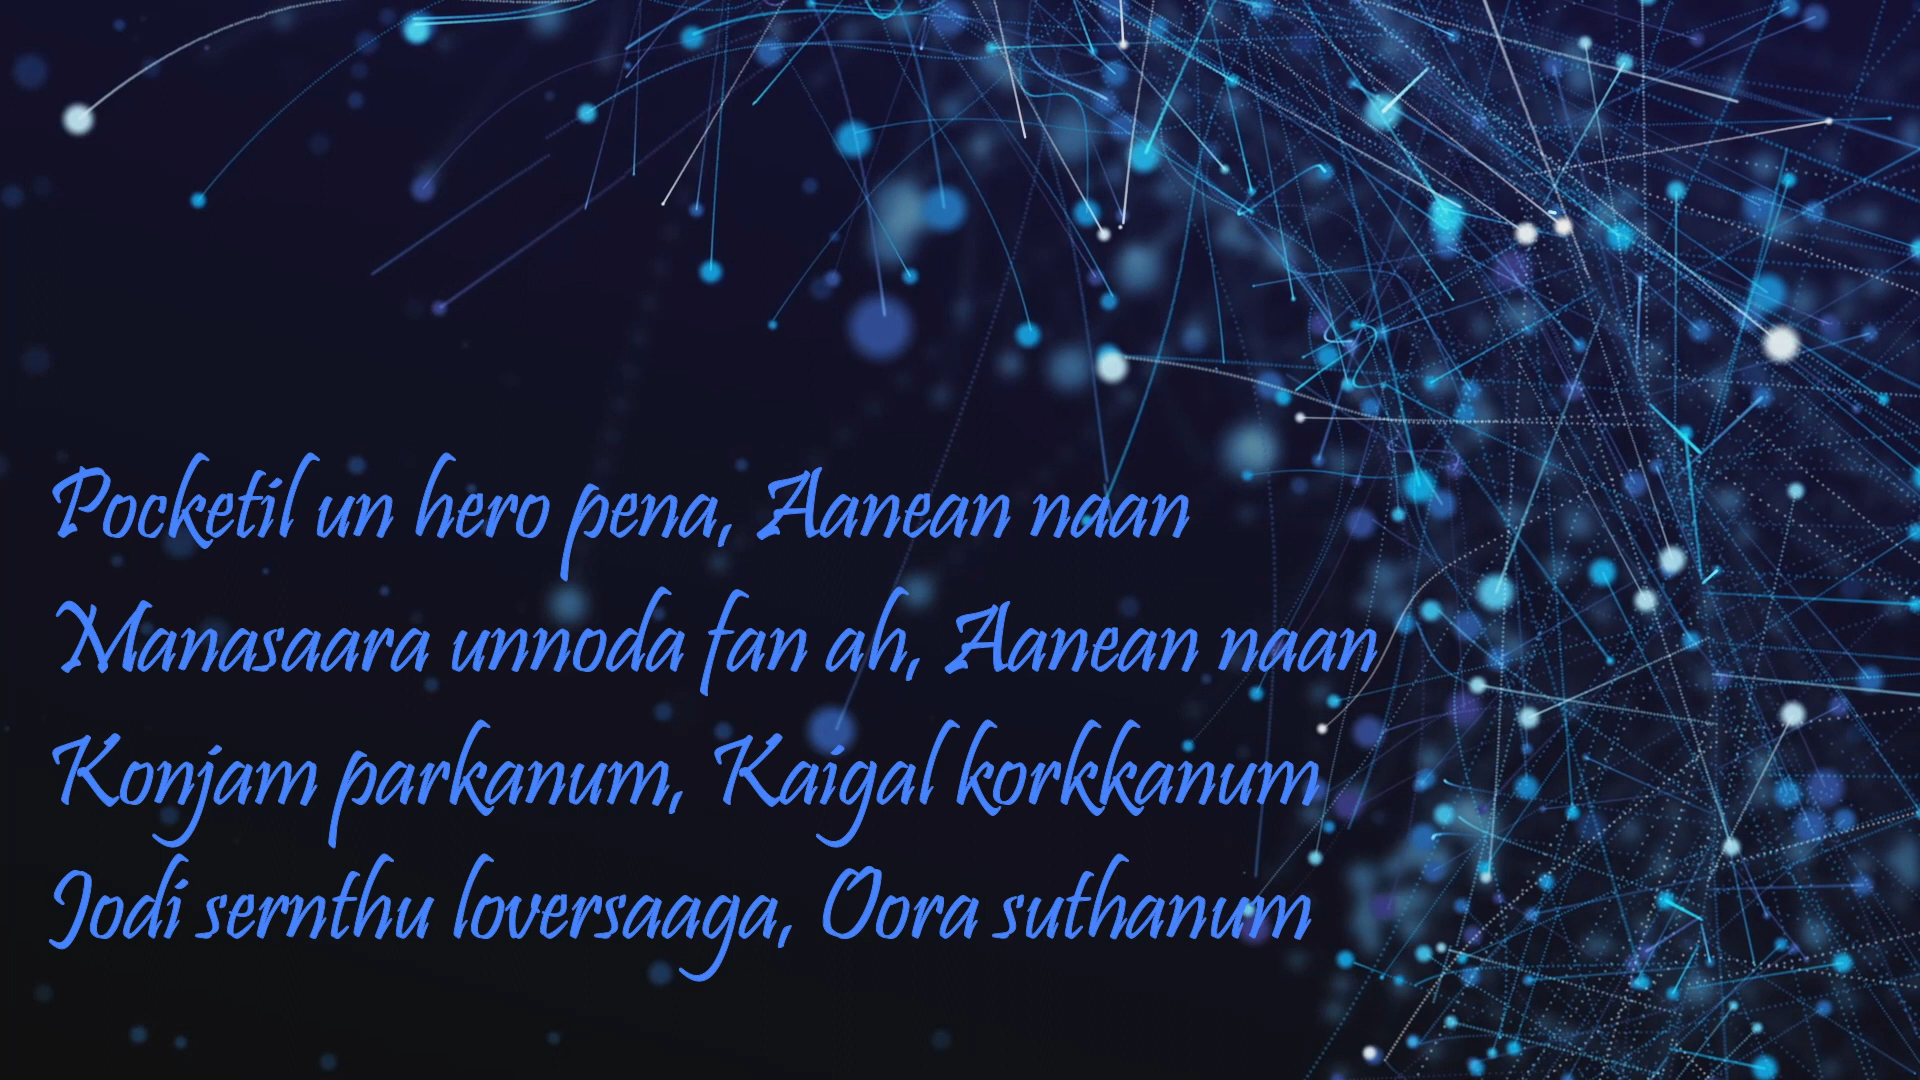 Pocketil un hero pena, Aanean naan
Manasaara unnoda fan ah, Aanean naan
Konjam parkanum, Kaigal korkkanum
Jodi sernthu loversaaga, Oora suthanum